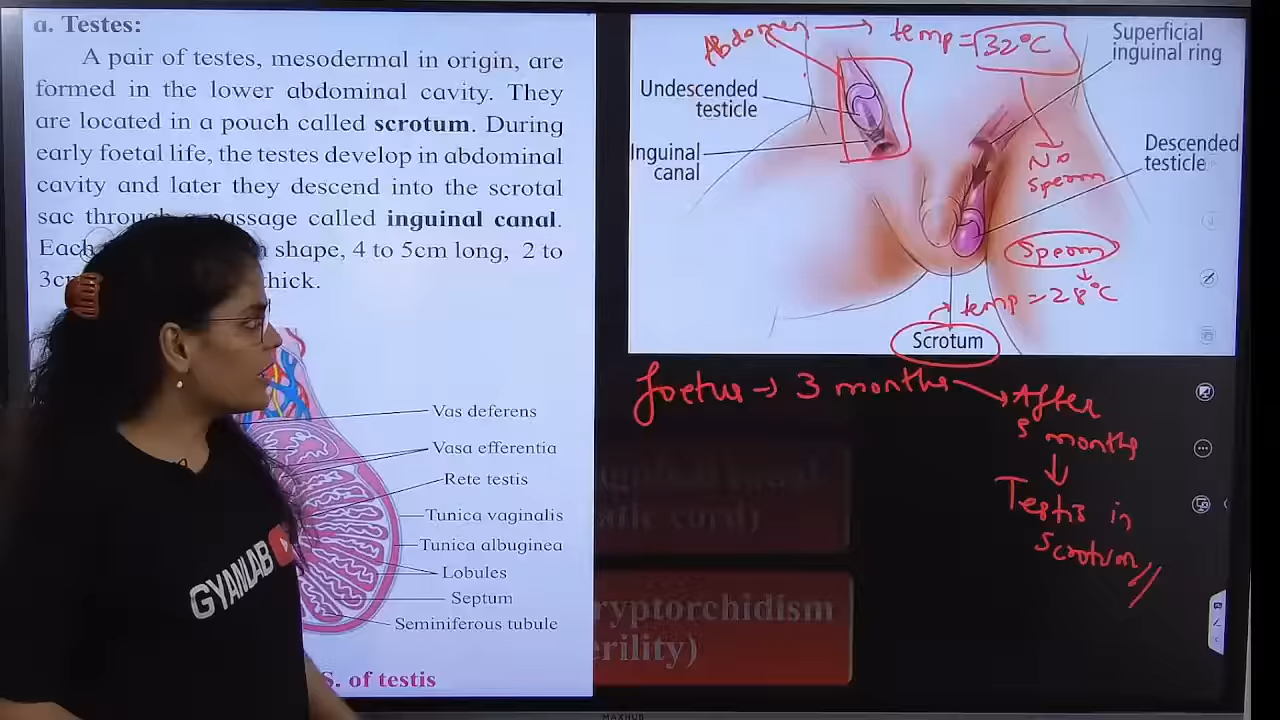 a. Testes:
A pair of testes, mesodermal in origin, are
formed in the lower abdominal cavity. They
are located in a pouch called scrotum. During
early foetal life, the testes develop in abdominal
cavity and later they descend into the scrotal
sac through a passage called inguinal canal.
Each shape, 4 to 5cm long, 2 to
thick.
Vas deferens
Vasa efferentia
Rete testis
Tunica vaginalis
Tunica albuginea
Lobules
Septum
Seminiferous tubule
S. of testis
GYANLAB
Abdomen → temp = 32°C
Superficial
inguinal ring
Undescended
testicle
Inguinal
canal
Descended
testicle
No
sperm
Sperm
temp = 28°C
Scrotum
foetus → 3 months
After
3 months
Testis in
scrotum //
ryptorchidism
erility)
MAXHUB